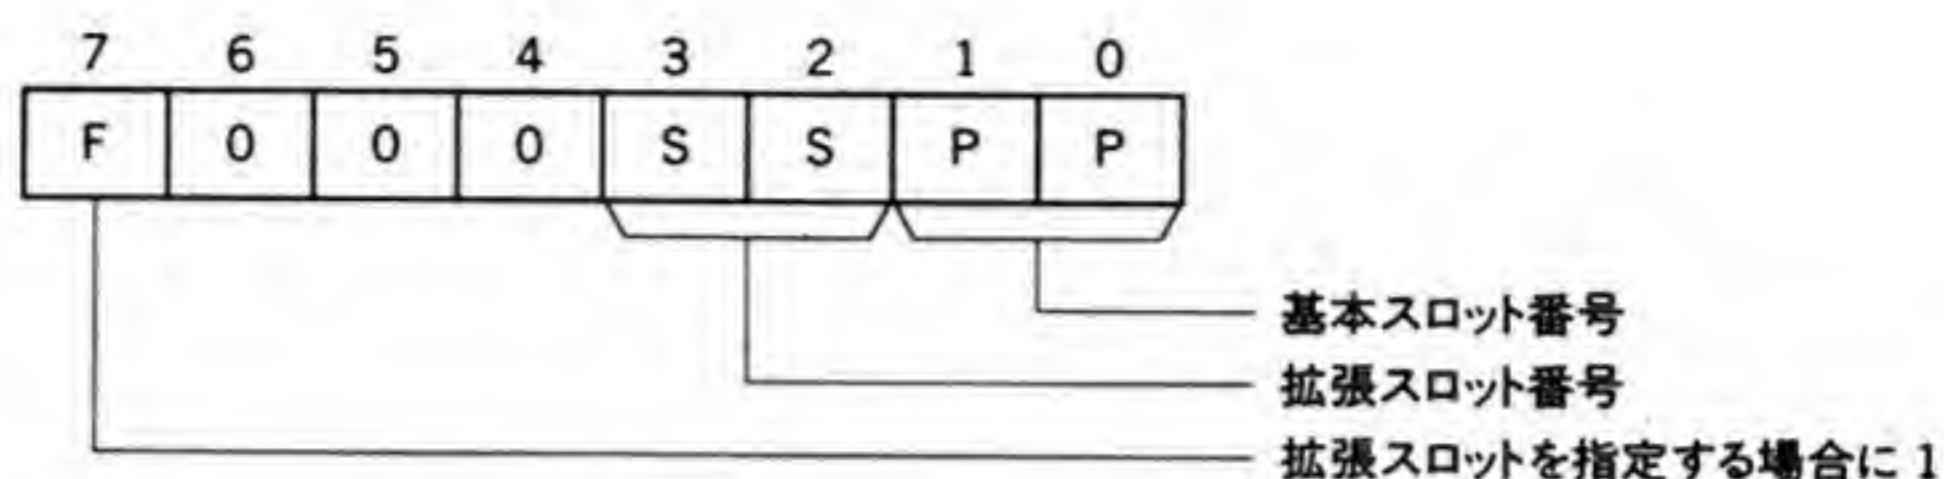 7 6 5 4 3 2 1 0
F 0 0 0 S S P P
基本スロット番号
拡張スロット番号
拡張スロットを指定する場合に 1